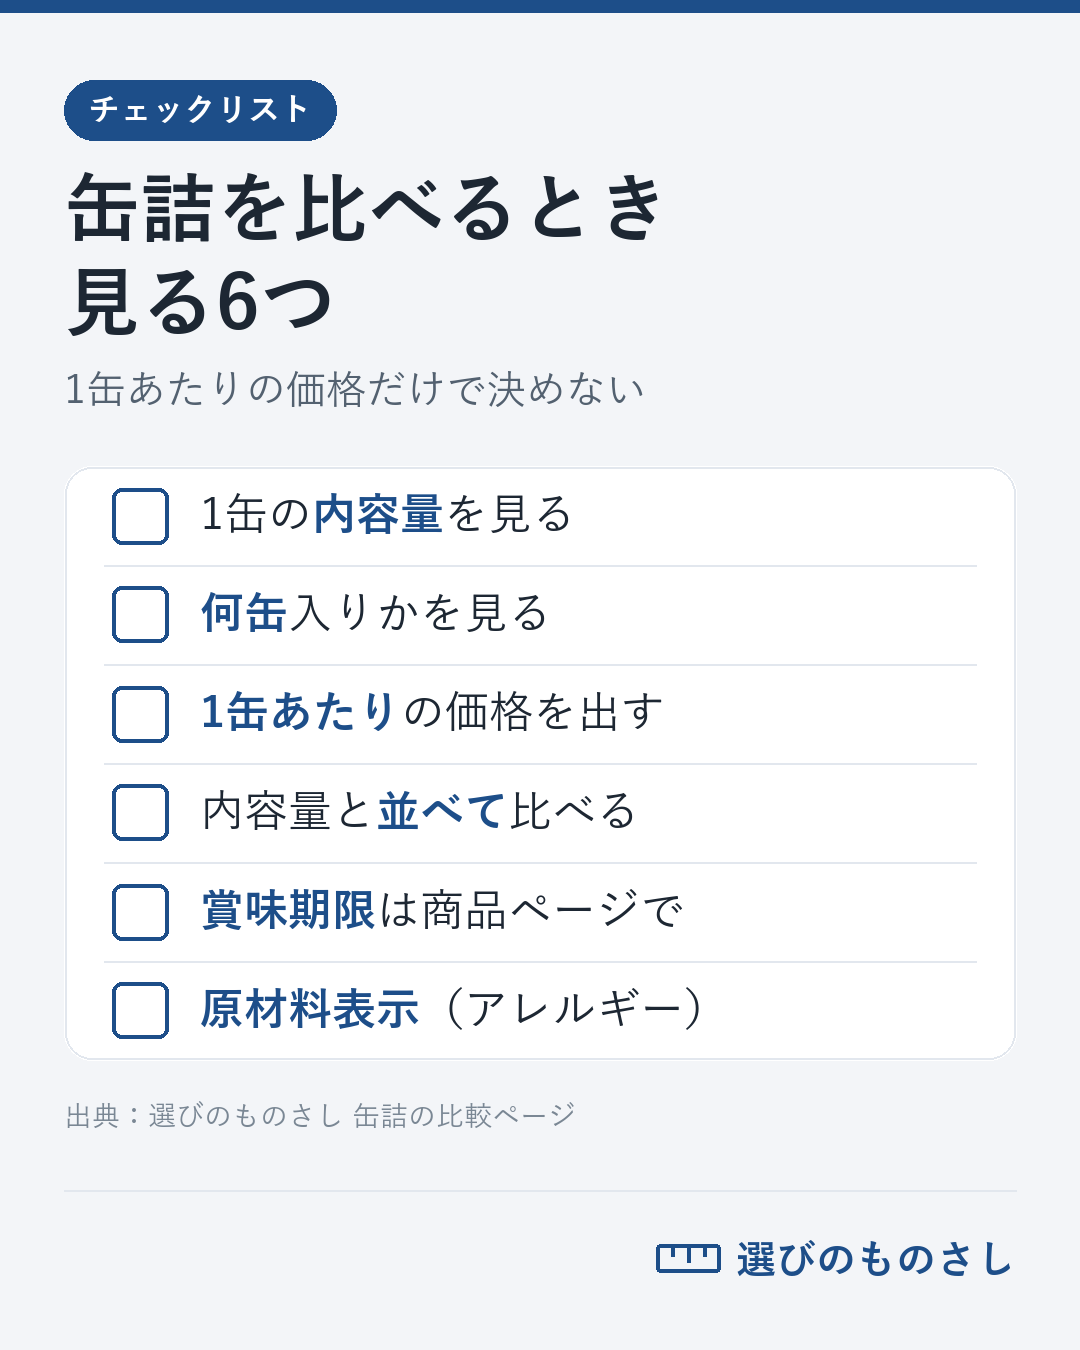 チェックリスト
缶詰を比べるとき
見る6つ
1缶あたりの価格だけで決めない
1缶の内容量を見る
何缶入りかを見る
1缶あたりの価格を出す
内容量と並べて比べる
賞味期限は商品ページで
原材料表示（アレルギー）
出典：選びのものさし 缶詰の比較ページ
選びのものさし